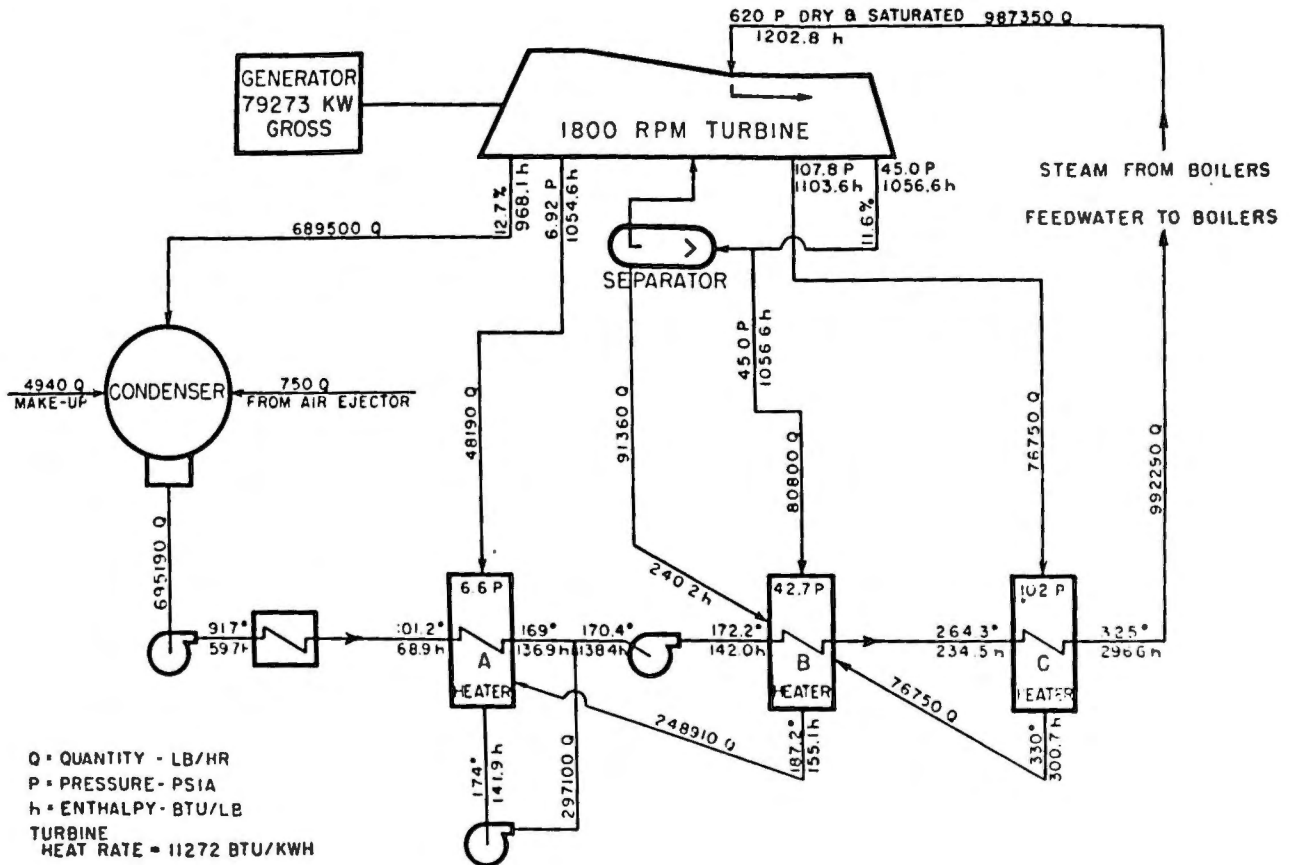 620 P DRY & SATURATED 987350 Q
1202.8 h
GENERATOR
79273 KW
GROSS
1800 RPM TURBINE
12.7%
968.1 h
6.92 P
1054.6 h
107.8 P
1103.6 h
45.0 P
1056.6 h
11.6%
STEAM FROM BOILERS
FEEDWATER TO BOILERS
689500 Q
SEPARATOR
45.0 P
1056.6 h
4940 Q
MAKE-UP
CONDENSER
750 Q
FROM AIR EJECTOR
48190 Q
91360 Q
80800 Q
76750 Q
992290 Q
695190 Q
240.2 h
6.6 P
42.7 P
102 P
91.7°
59.7 h
101.2°
68.9 h
A
HEATER
169°
136.9 h
170.4°
138.4 h
172.2°
142.0 h
B
HEATER
264.3°
234.5 h
C
HEATER
325°
296.6 h
248910 Q
76750 Q
174°
141.9 h
297100 Q
187.2°
155.1 h
330°
300.7 h
Q = QUANTITY - LB/HR
P = PRESSURE - PSIA
h = ENTHALPY - BTU/LB
TURBINE
HEAT RATE = 11272 BTU/KWH